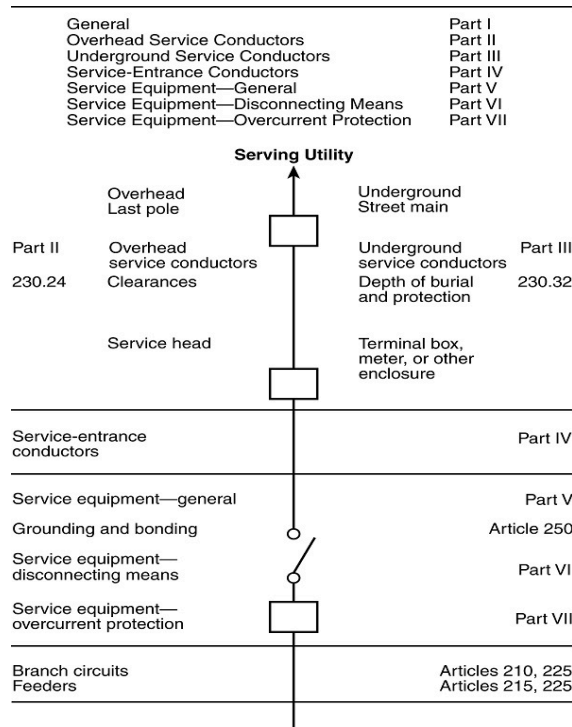 General Part I
Overhead Service Conductors Part II
Underground Service Conductors Part III
Service-Entrance Conductors Part IV
Service Equipment—General Part V
Service Equipment—Disconnecting Means Part VI
Service Equipment—Overcurrent Protection Part VII
Serving Utility
Overhead
Last pole
Underground
Street main
Part II
Overhead
service conductors
Underground
service conductors
Part III
230.24
Clearances
Depth of burial
and protection
230.32
Service head
Terminal box,
meter, or other
enclosure
Service-entrance
conductors
Part IV
Service equipment—general Part V
Grounding and bonding Article 250
Service equipment—
disconnecting means
Part VI
Service equipment—
overcurrent protection
Part VII
Branch circuits Articles 210, 225
Feeders Articles 215, 225